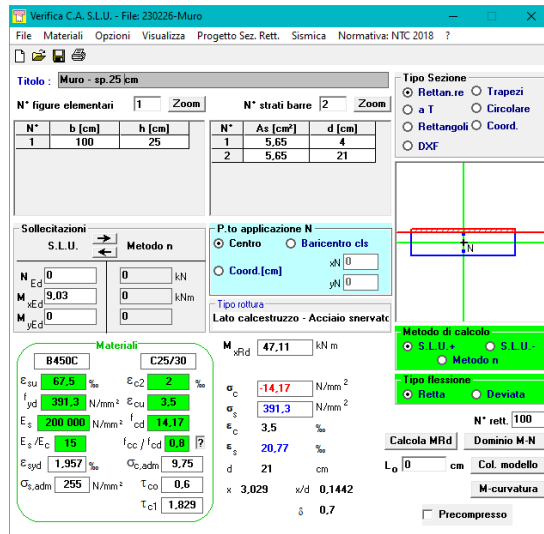 Verifica C.A. S.L.U. - File: 230226-Muro
File Materiali Opzioni Visualizza Progetto Sez. Rett. Sismica Normativa: NTC 2018 ?
Titolo : Muro - sp.25 cm
N° figure elementari 1 Zoom N° strati barre 2 Zoom
N° b [cm] h [cm]
1 100 25
N° As [cm²] d [cm]
1 5,65 4
2 5,65 21
Tipo Sezione
Rettan.re Trapezi
a T Circolare
Rettangoli Coord.
DXF
Sollecitazioni
S.L.U. Metodo n
N Ed 0 0 kN
M xEd 9,03 0 kNm
M yEd 0 0
P.to applicazione N
Centro Baricentro cls
Coord.[cm] xN 0
yN 0
Tipo rottura
Lato calcestruzzo - Acciaio snervato
N
Metodo di calcolo
S.L.U.+ S.L.U.-
Metodo n
Tipo flessione
Retta Deviata
Materiali
B450C C25/30
εsu 67,5 ‰ εc2 2 ‰
fyd 391,3 N/mm² εcu 3,5 ‰
Es 200 000 N/mm² fcd 14,17
Es/Ec 15 fcc / fcd 0,8 ?
εsyd 1,957 ‰ σc,adm 9,75
σs,adm 255 N/mm² τco 0,6
τc1 1,829
M xRd 47,11 kN m
σc -14,17 N/mm²
σs 391,3 N/mm²
εc 3,5 ‰
εs 20,77 ‰
d 21 cm
x 3,029 x/d 0,1442
δ 0,7
N° rett. 100
Calcola MRd Dominio M-N
Lo 0 cm Col. modello
M-curvatura
Precompresso